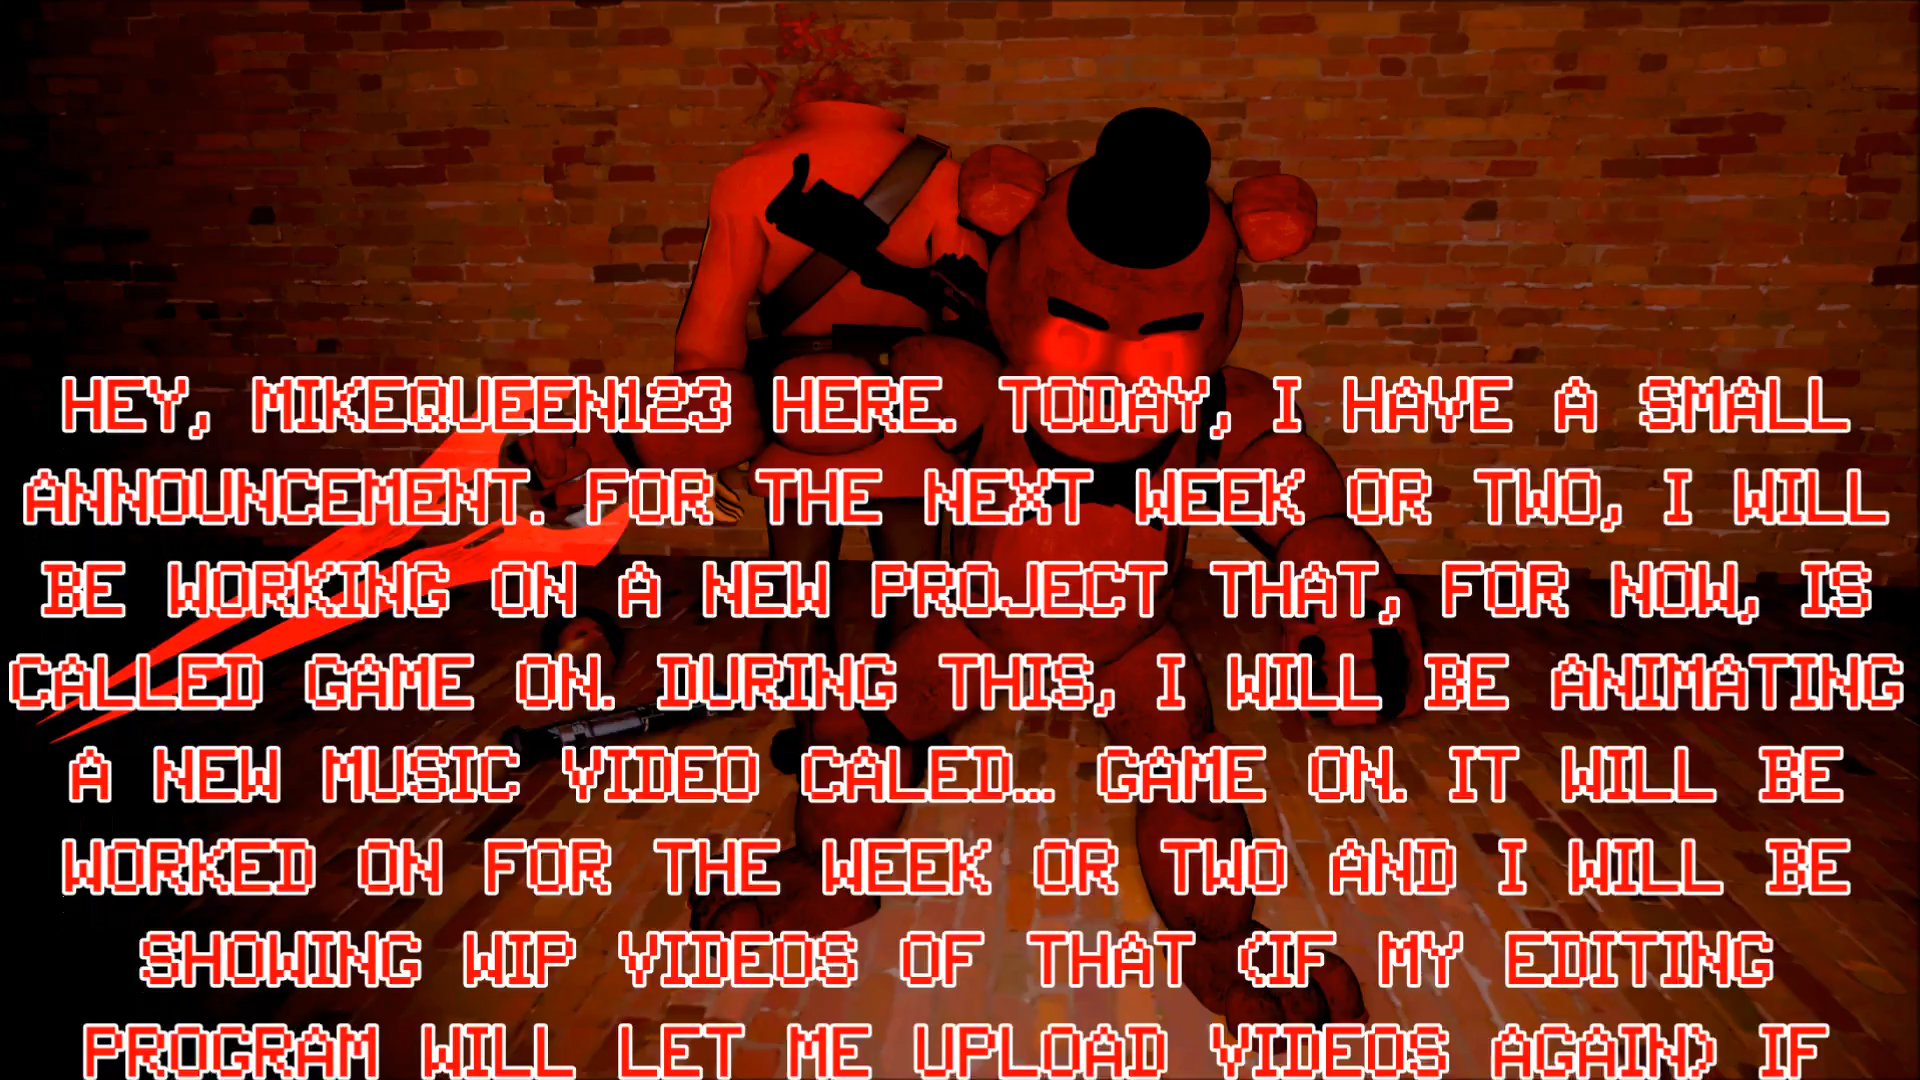 HEY, MIKEQUEEN123 HERE. TODAY, I HAVE A SMALL
ANNOUNCEMENT. FOR THE NEXT WEEK OR TWO, I WILL
BE WORKING ON A NEW PROJECT THAT, FOR NOW, IS
CALLED GAME ON. DURING THIS, I WILL BE ANIMATING
A NEW MUSIC VIDEO CALED... GAME ON. IT WILL BE
WORKED ON FOR THE WEEK OR TWO AND I WILL BE
SHOWING WIP VIDEOS OF THAT (IF MY EDITING
PROGRAM WILL LET ME UPLOAD VIDEOS AGAIN) IF